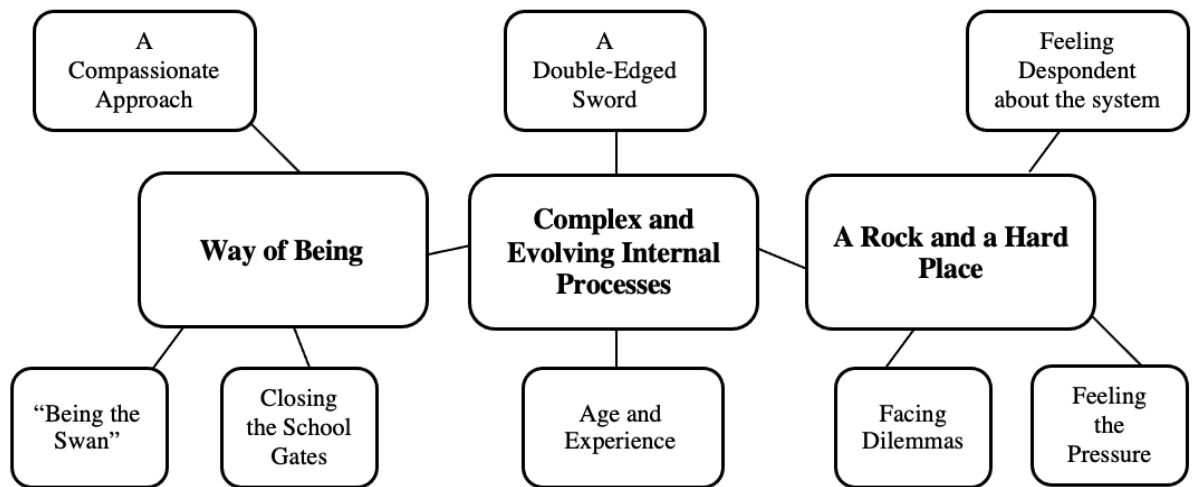 A
Compassionate
Approach
A
Double-Edged
Sword
Feeling
Despondent
about the system
Way of Being
Complex and
Evolving Internal
Processes
A Rock and a Hard
Place
“Being the
Swan”
Closing
the School
Gates
Age and
Experience
Facing
Dilemmas
Feeling
the
Pressure